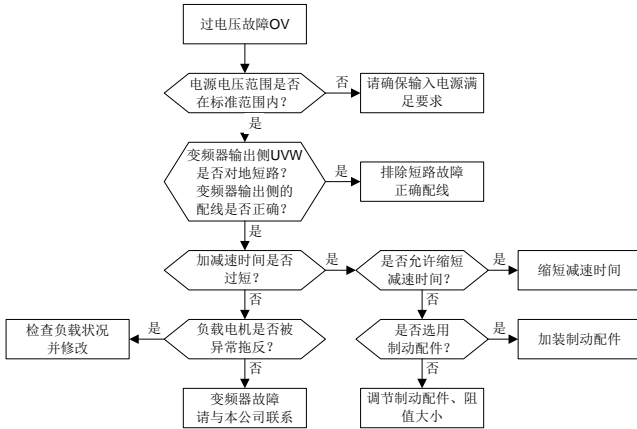 过电压故障OV
电源电压范围是否
在标准范围内？
否
请确保输入电源满
足要求
是
变频器输出侧UVW
是否对地短路？
变频器输出侧的
配线是否正确？
是
排除短路故障
正确配线
是
加减速时间是否
过短？
是
是否允许缩短
减速时间？
是
缩短减速时间
否
否
检查负载状况
并修改
是
负载电机是否被
异常拖反？
是否选用
制动配件？
是
加装制动配件
否
否
变频器故障
请与本公司联系
调节制动配件、阻
值大小